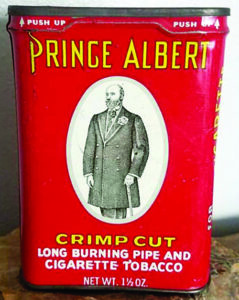 PUSH UP PUSH UP
PRINCE ALBERT
CRIMP CUT
LONG BURNING PIPE AND
CIGARETTE TOBACCO
NET WT. 1½ OZ.